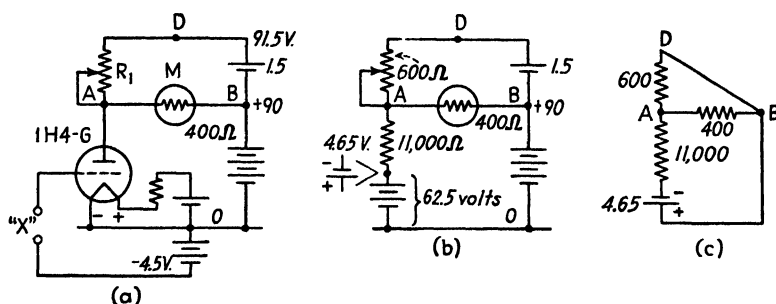 D
91.5V.
R1
M
1.5
A
B
+90
400Ω
1H4-G
"X"
- +
0
-4.5V.
(a)
D
600Ω
1.5
A
B
+90
400Ω
4.65V.
11,000Ω
-
+
62.5 volts
0
(b)
D
600
A
B
400
11,000
4.65
-
+
(c)